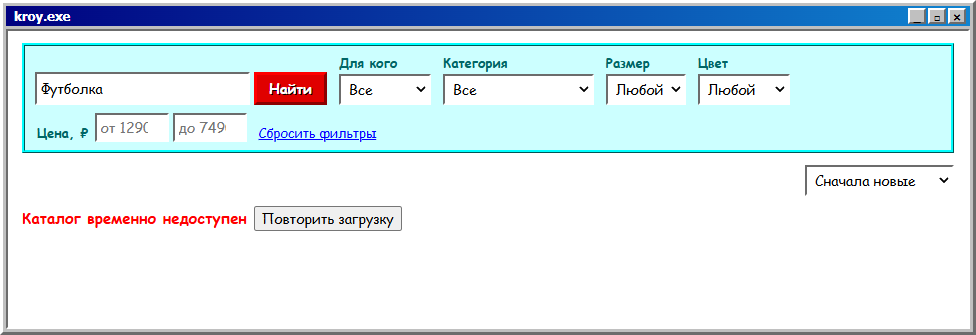 kroy.exe
Для кого Категория Размер Цвет
Футболка Найти Все Все Любой Любой
Цена, ₽ от 1290 до 749 Сбросить фильтры
Сначала новые
Каталог временно недоступен Повторить загрузку